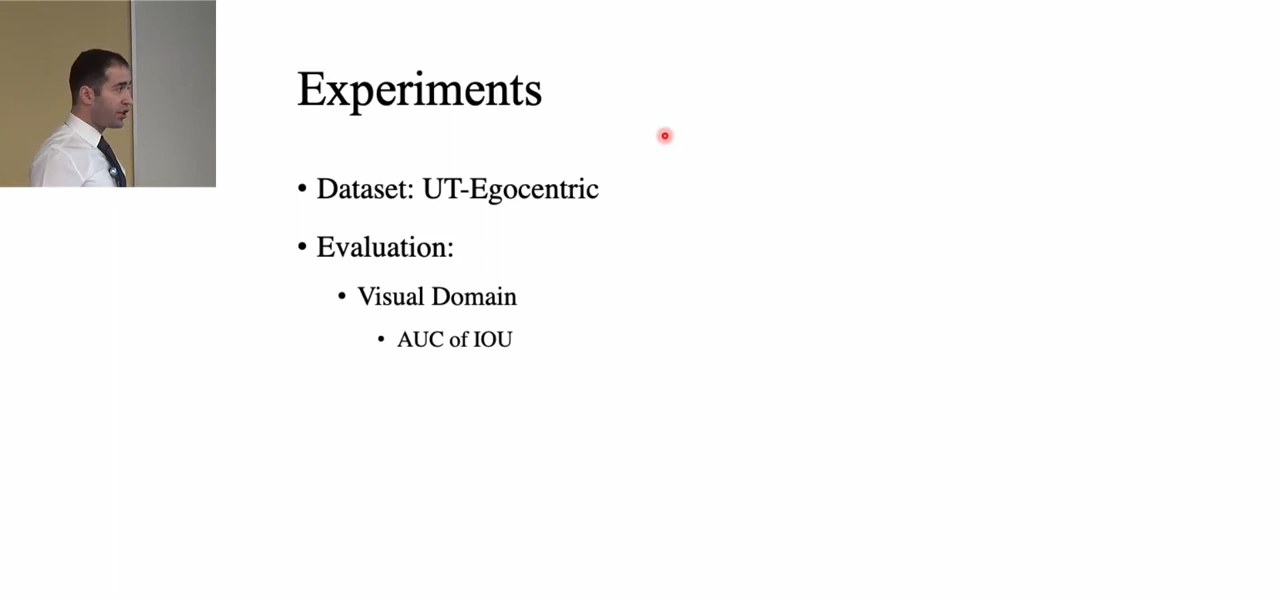 Experiments
• Dataset: UT-Egocentric
• Evaluation:
• Visual Domain
• AUC of IOU